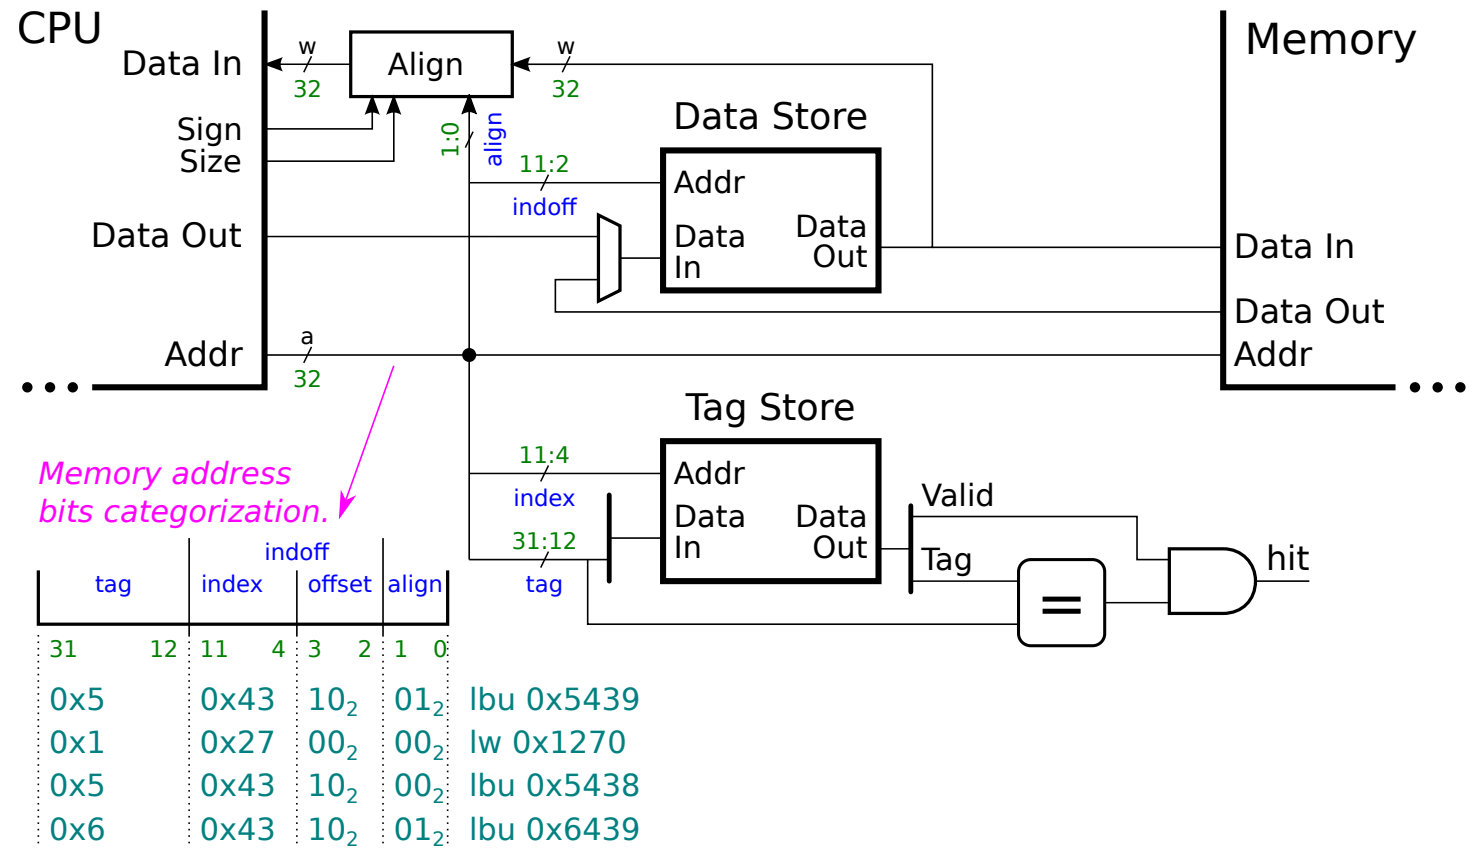 CPU
Memory
Data In
w
32
Align
w
32
Sign
Size
1:0
align
Data Store
11:2
indoff
Addr
Data Out
Data In
Data Out
Data In
Data Out
Addr
a
32
Addr
Tag Store
Memory address
bits categorization.
11:4
index
Addr
Data In
Data Out
31:12
tag
Valid
Tag
=
hit
indoff
tag index offset align
31 12 11 4 3 2 1 0
0x5 0x43 10₂ 01₂ lbu 0x5439
0x1 0x27 00₂ 00₂ lw 0x1270
0x5 0x43 10₂ 00₂ lbu 0x5438
0x6 0x43 10₂ 01₂ lbu 0x6439